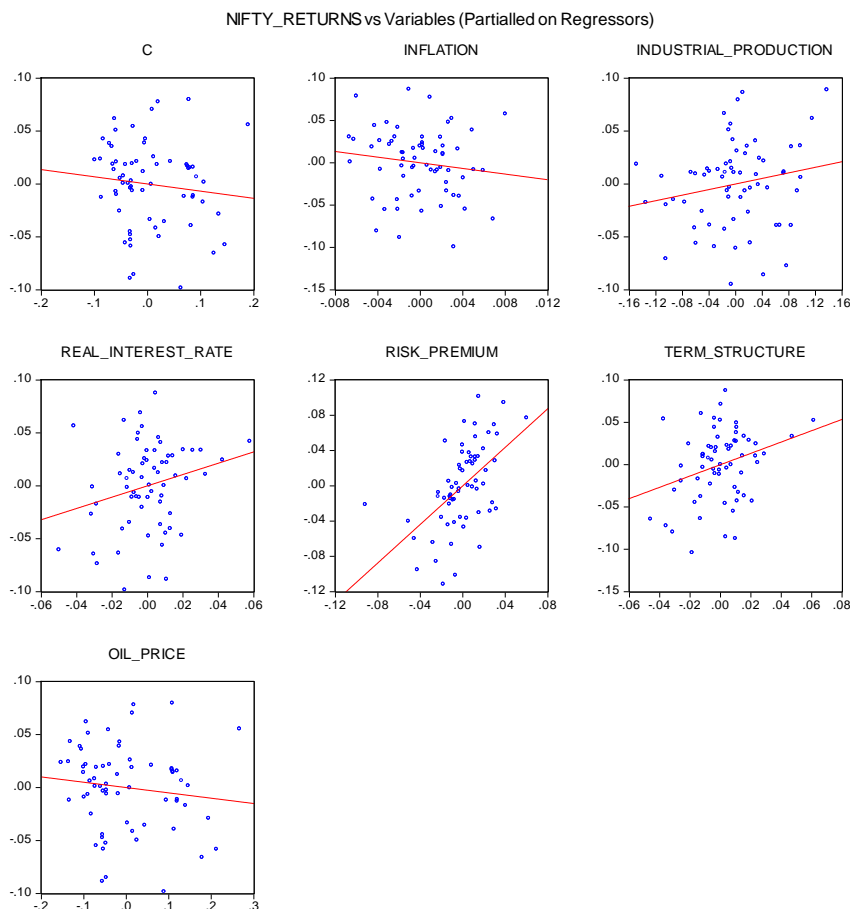 NIFTY_RETURNS vs Variables (Partialled on Regressors)
C
.10
.05
.00
-.05
-.10
-.2 -.1 .0 .1 .2
INFLATION
.10
.05
.00
-.05
-.10
-.15
-.008 -.004 .000 .004 .008 .012
INDUSTRIAL_PRODUCTION
.10
.05
.00
-.05
-.10
-.16 -.12 -.08 -.04 .00 .04 .08 .12 .16
REAL_INTEREST_RATE
.10
.05
.00
-.05
-.10
-.06 -.04 -.02 .00 .02 .04 .06
RISK_PREMIUM
.12
.08
.04
.00
-.04
-.08
-.12
-.12 -.08 -.04 .00 .04 .08
TERM_STRUCTURE
.10
.05
.00
-.05
-.10
-.15
-.06 -.04 -.02 .00 .02 .04 .06 .08
OIL_PRICE
.10
.05
.00
-.05
-.10
-.2 -.1 .0 .1 .2 .3